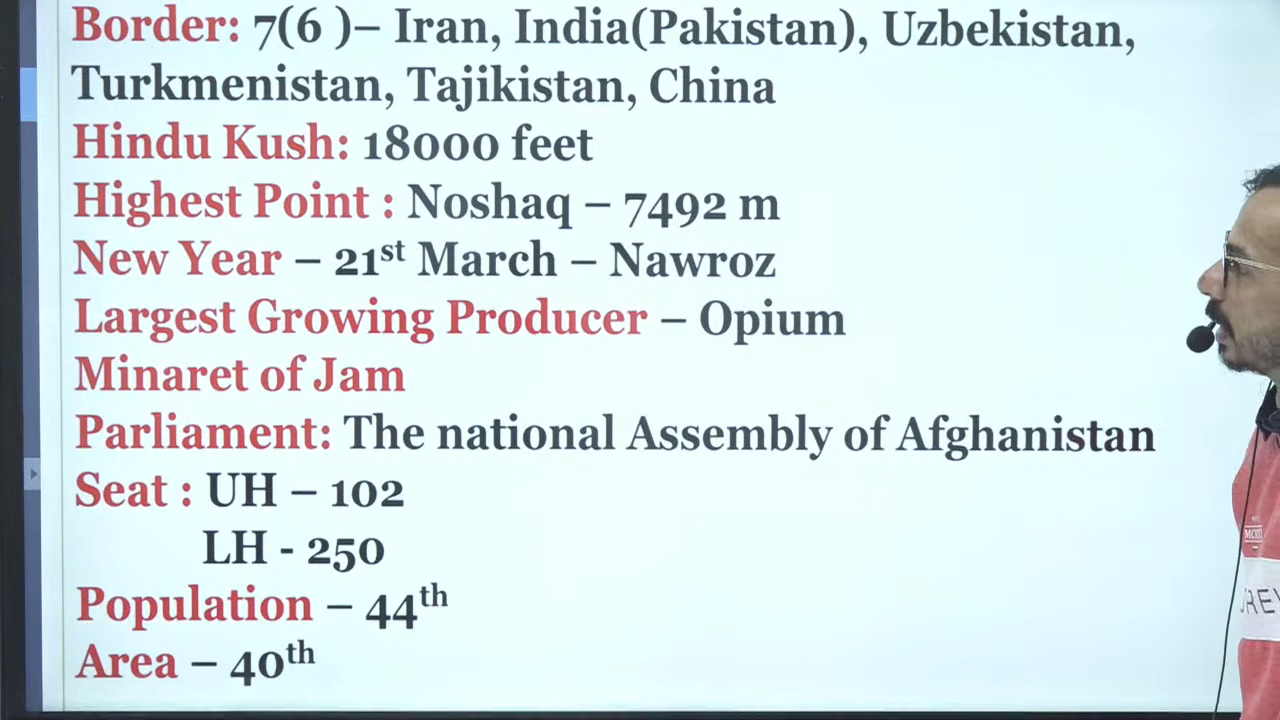 Border: 7(6 )– Iran, India(Pakistan), Uzbekistan,
Turkmenistan, Tajikistan, China
Hindu Kush: 18000 feet
Highest Point : Noshaq – 7492 m
New Year – 21st March – Nawroz
Largest Growing Producer – Opium
Minaret of Jam
Parliament: The national Assembly of Afghanistan
Seat : UH – 102
LH - 250
Population – 44th
Area – 40th